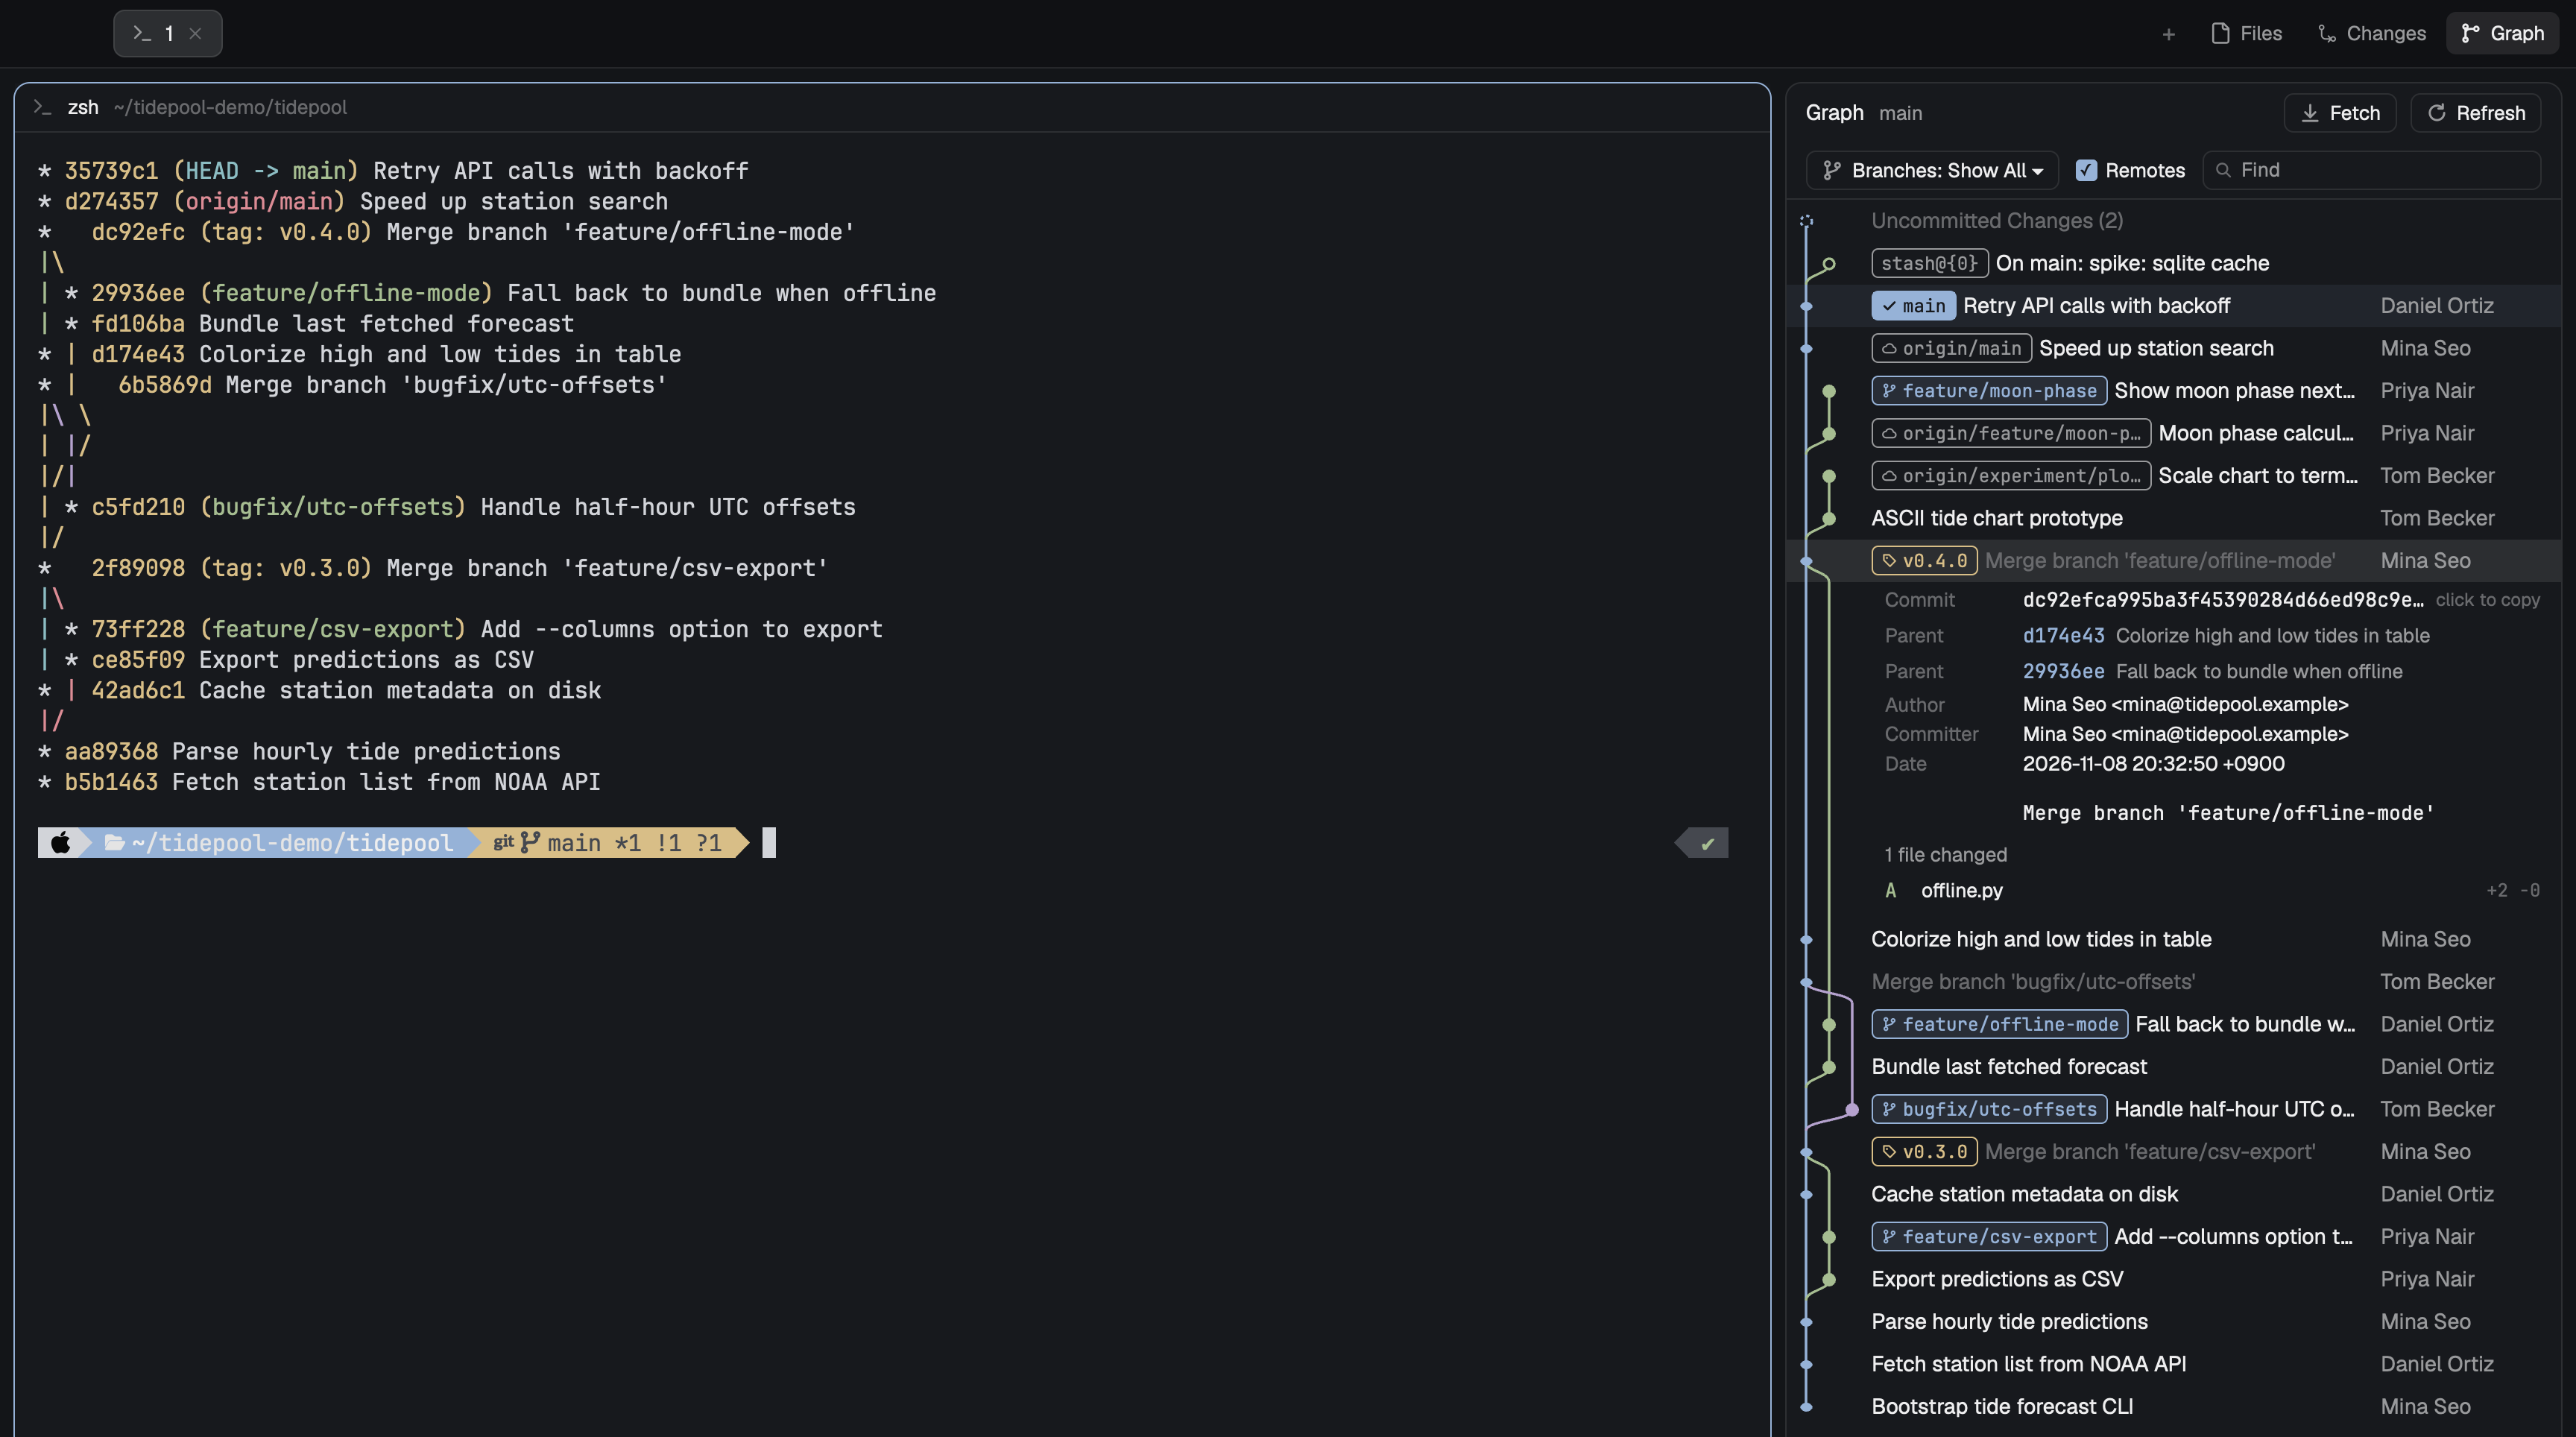 1
Files
Changes
Graph
zsh ~/tidepool-demo/tidepool
* 35739c1 (HEAD -> main) Retry API calls with backoff
* d274357 (origin/main) Speed up station search
*   dc92efc (tag: v0.4.0) Merge branch 'feature/offline-mode'
|\
| * 29936ee (feature/offline-mode) Fall back to bundle when offline
| * fd106ba Bundle last fetched forecast
* | d174e43 Colorize high and low tides in table
* |   6b5869d Merge branch 'bugfix/utc-offsets'
|\ \
| |/
|/|
| * c5fd210 (bugfix/utc-offsets) Handle half-hour UTC offsets
|/
*   2f89098 (tag: v0.3.0) Merge branch 'feature/csv-export'
|\
| * 73ff228 (feature/csv-export) Add --columns option to export
| * ce85f09 Export predictions as CSV
* | 42ad6c1 Cache station metadata on disk
|/
* aa89368 Parse hourly tide predictions
* b5b1463 Fetch station list from NOAA API
~/tidepool-demo/tidepool git main *1 !1 ?1
Graph main
Fetch
Refresh
Branches: Show All
Remotes
Find
Uncommitted Changes (2)
stash@{0} On main: spike: sqlite cache
main Retry API calls with backoff Daniel Ortiz
origin/main Speed up station search Mina Seo
feature/moon-phase Show moon phase next... Priya Nair
origin/feature/moon-p... Moon phase calcul... Priya Nair
origin/experiment/plo... Scale chart to term... Tom Becker
ASCII tide chart prototype Tom Becker
v0.4.0 Merge branch 'feature/offline-mode' Mina Seo
Commit dc92efca995ba3f45390284d66ed98c9e... click to copy
Parent d174e43 Colorize high and low tides in table
Parent 29936ee Fall back to bundle when offline
Author Mina Seo <mina@tidepool.example>
Committer Mina Seo <mina@tidepool.example>
Date 2026-11-08 20:32:50 +0900
Merge branch 'feature/offline-mode'
1 file changed
A offline.py +2 -0
Colorize high and low tides in table Mina Seo
Merge branch 'bugfix/utc-offsets' Tom Becker
feature/offline-mode Fall back to bundle w... Daniel Ortiz
Bundle last fetched forecast Daniel Ortiz
bugfix/utc-offsets Handle half-hour UTC o... Tom Becker
v0.3.0 Merge branch 'feature/csv-export' Mina Seo
Cache station metadata on disk Daniel Ortiz
feature/csv-export Add --columns option t... Priya Nair
Export predictions as CSV Priya Nair
Parse hourly tide predictions Mina Seo
Fetch station list from NOAA API Daniel Ortiz
Bootstrap tide forecast CLI Mina Seo